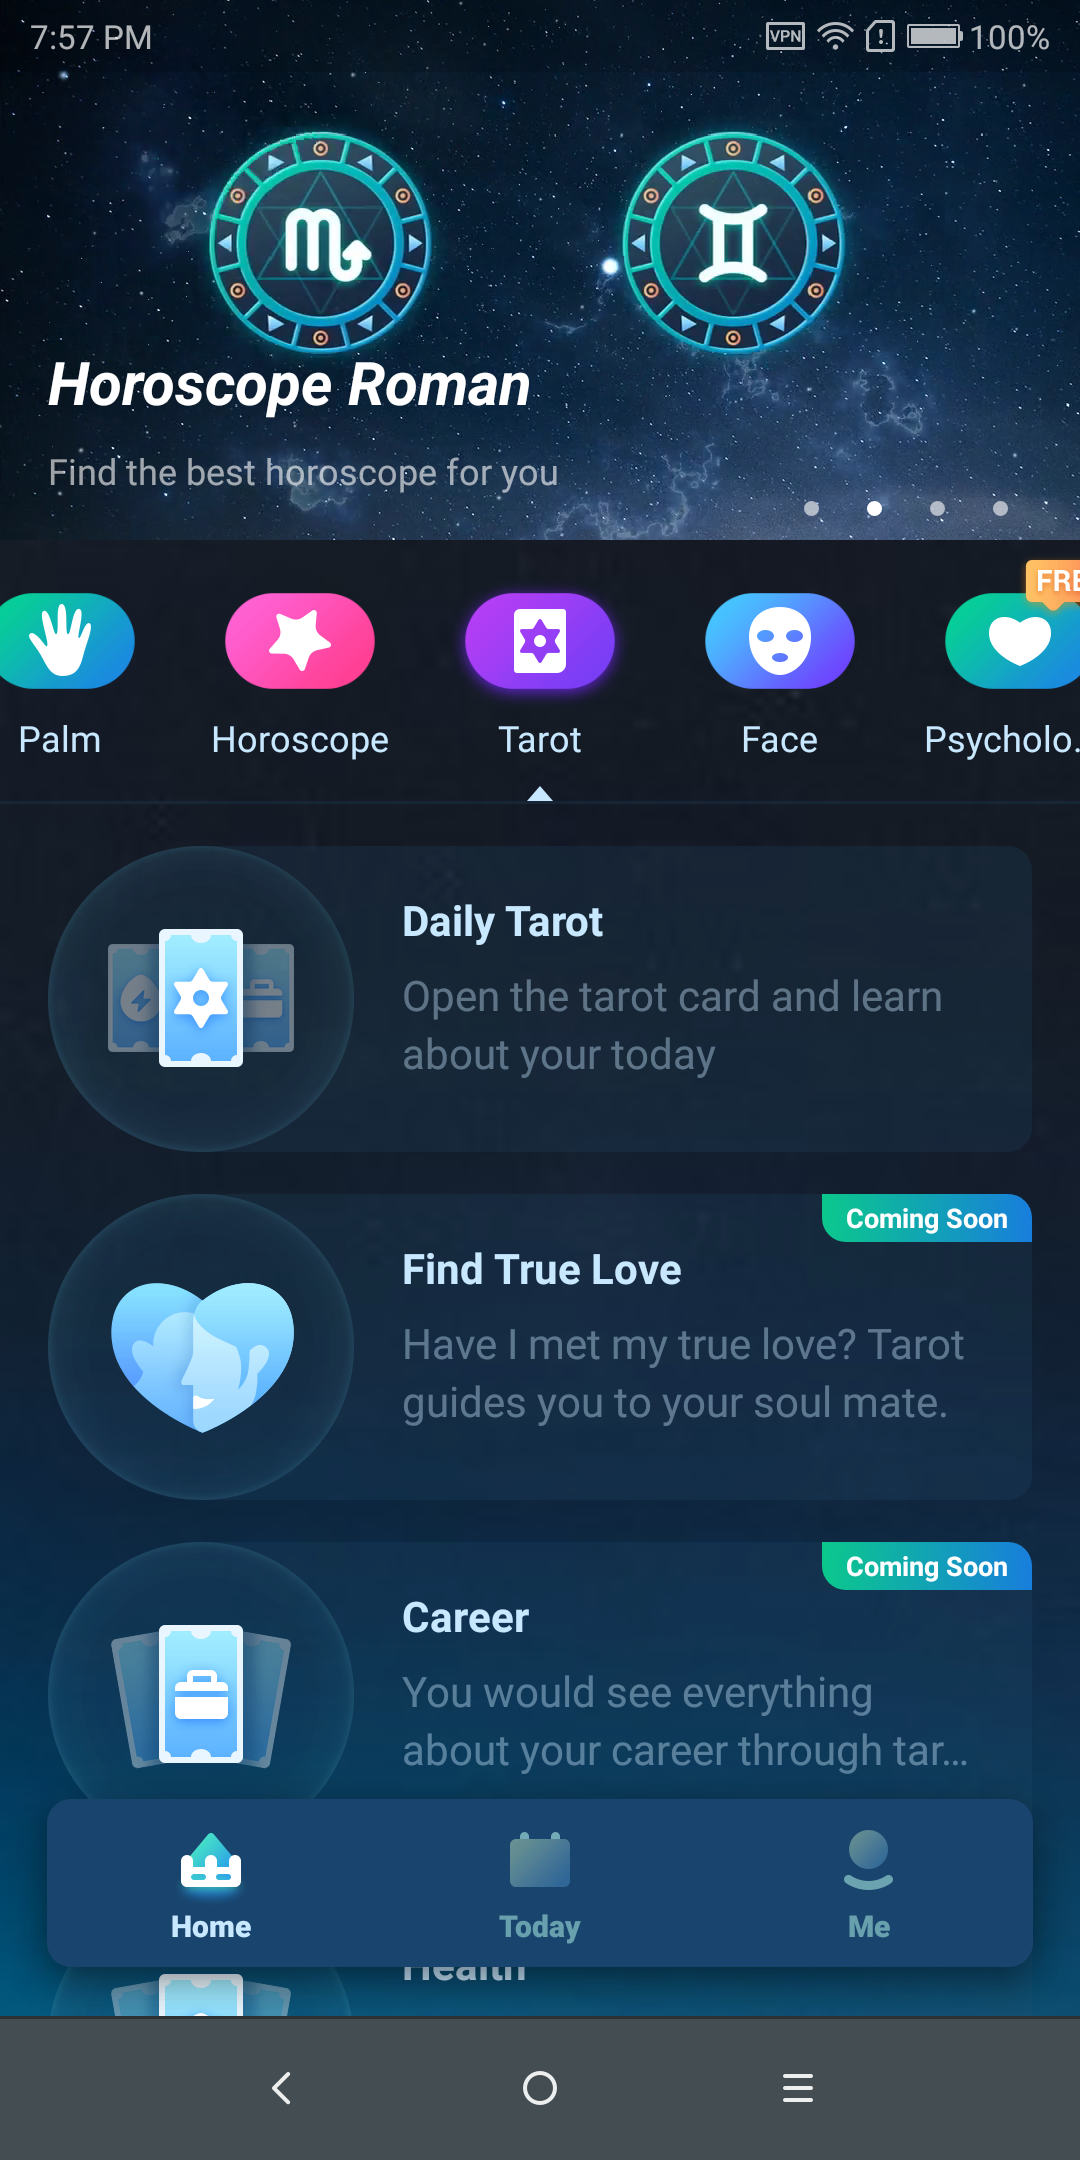 7:57 PM
VPN
100%
Horoscope Roman
Find the best horoscope for you
FRE
Palm
Horoscope
Tarot
Face
Psycholo.
Daily Tarot
Open the tarot card and learn
about your today
Coming Soon
Find True Love
Have I met my true love? Tarot
guides you to your soul mate.
Coming Soon
Career
You would see everything
about your career through tar...
Home
Today
Me
Health